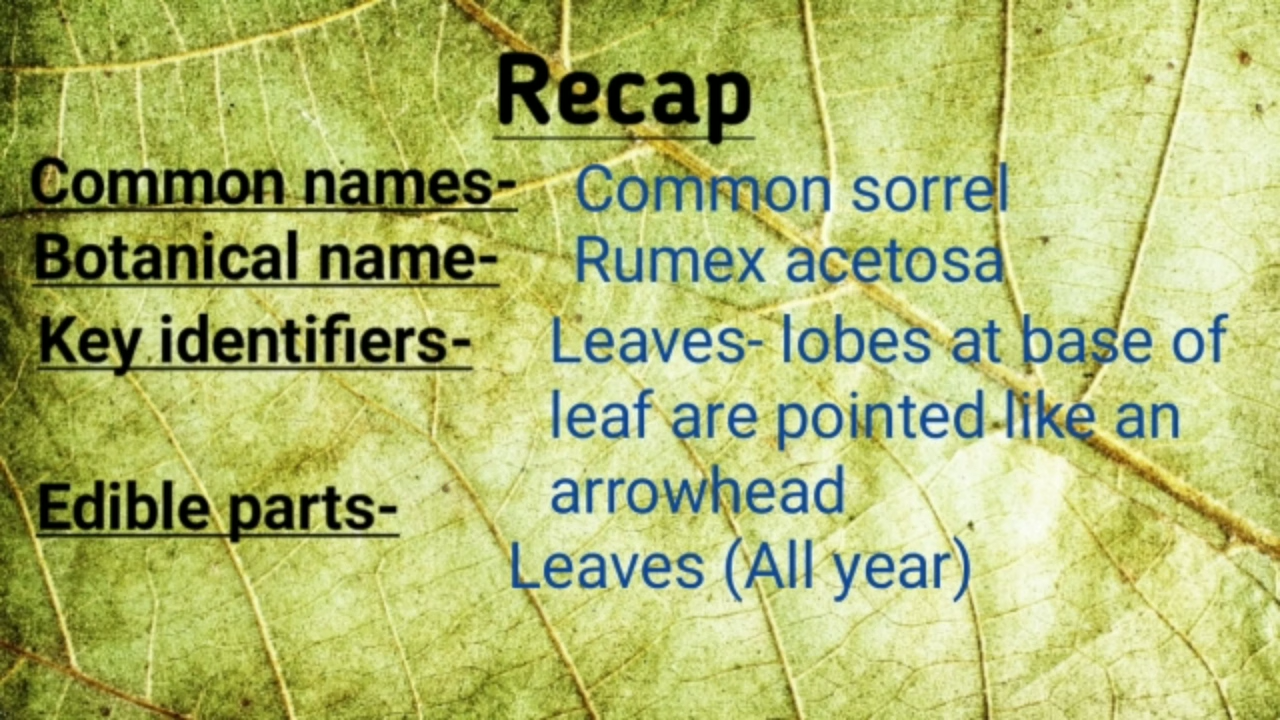 Recap
Common names- Common sorrel
Botanical name- Rumex acetosa
Key identifiers- Leaves- lobes at base of
leaf are pointed like an
arrowhead
Edible parts-
Leaves (All year)